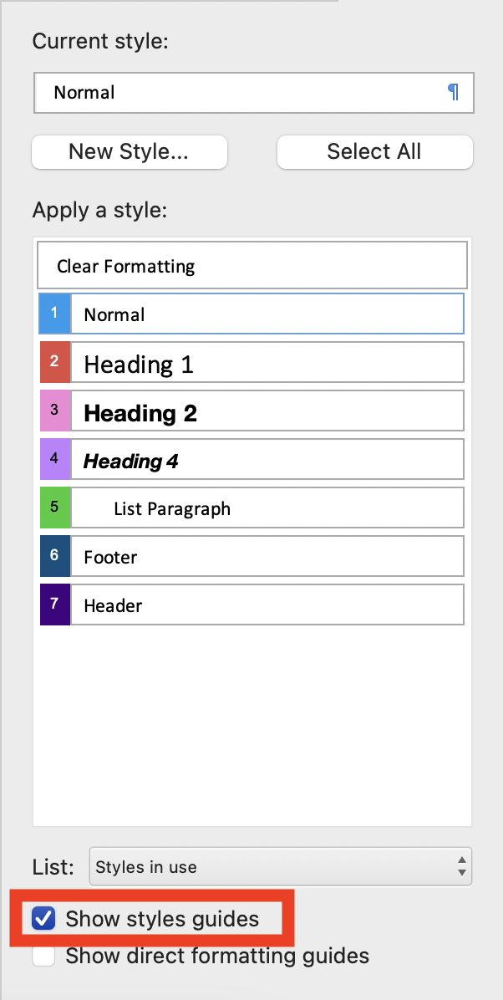 Current style:
Normal ¶
New Style... Select All
Apply a style:
Clear Formatting
1 Normal
2 Heading 1
3 Heading 2
4 Heading 4
5 List Paragraph
6 Footer
7 Header
List: Styles in use
Show styles guides
Show direct formatting guides